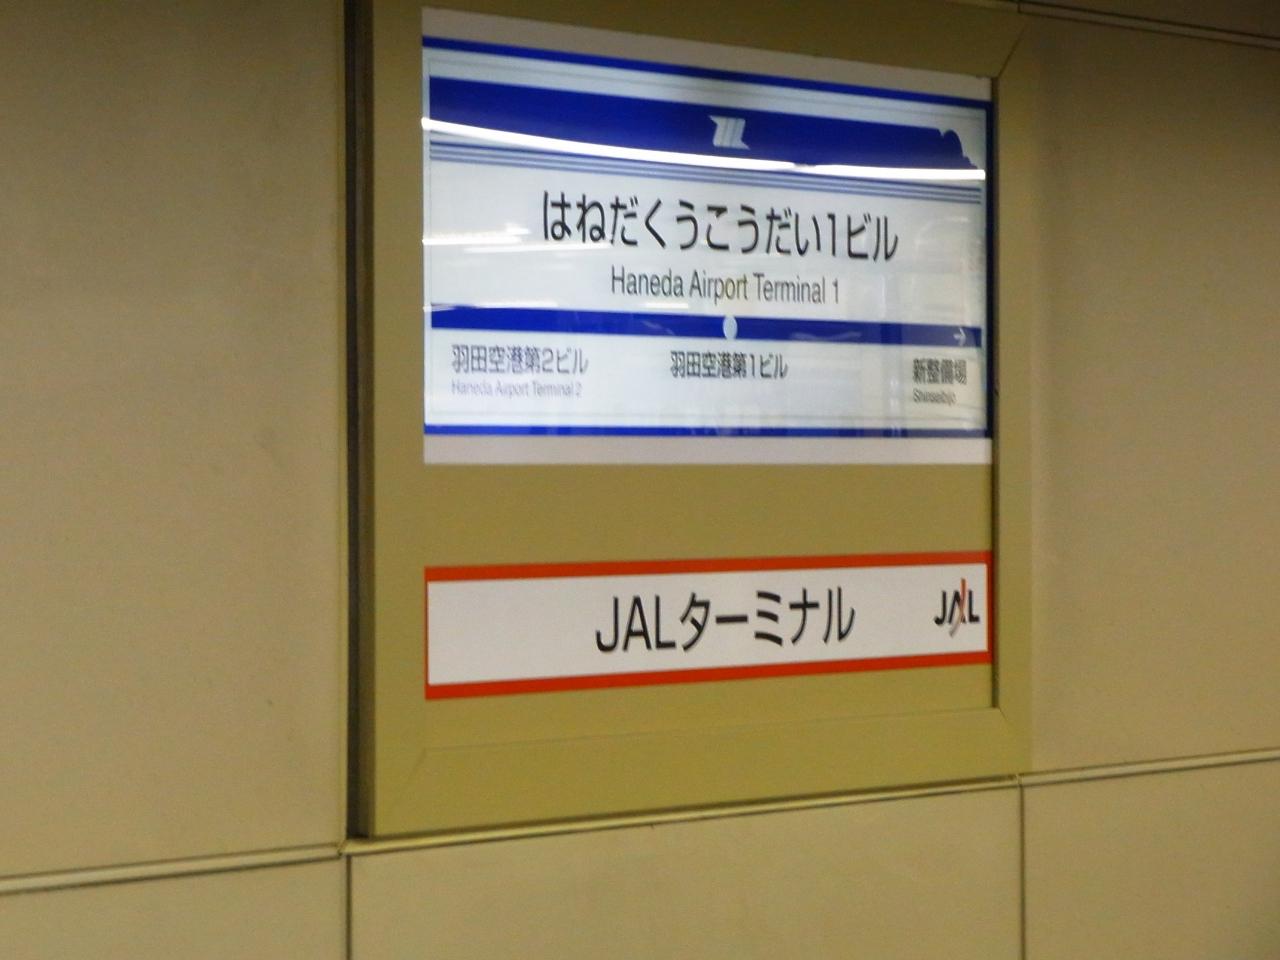 はねだくうこうだい1ビル
Haneda Airport Terminal 1
羽田空港第2ビル 羽田空港第1ビル 新整備場
Haneda Airport Terminal 2 Shinseibijo
JALターミナル JAL